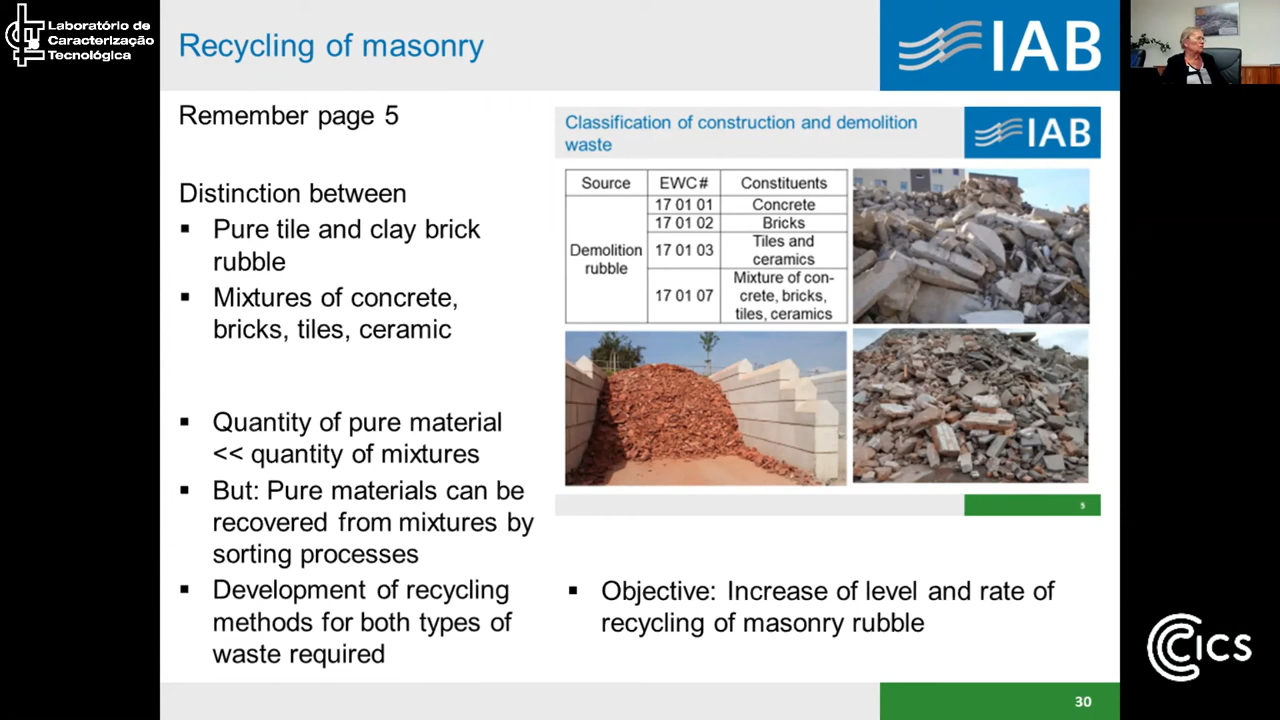 Laboratório de
Caracterização
Tecnológica
Recycling of masonry
IAB
Remember page 5
Distinction between
▪ Pure tile and clay brick
rubble
▪ Mixtures of concrete,
bricks, tiles, ceramic
▪ Quantity of pure material
<< quantity of mixtures
▪ But: Pure materials can be
recovered from mixtures by
sorting processes
▪ Development of recycling
methods for both types of
waste required
Classification of construction and demolition
waste
IAB
Source EWC # Constituents
Demolition
rubble
17 01 01 Concrete
17 01 02 Bricks
17 01 03 Tiles and
ceramics
17 01 07 Mixture of con-
crete, bricks,
tiles, ceramics
5
▪ Objective: Increase of level and rate of
recycling of masonry rubble
30
CICS